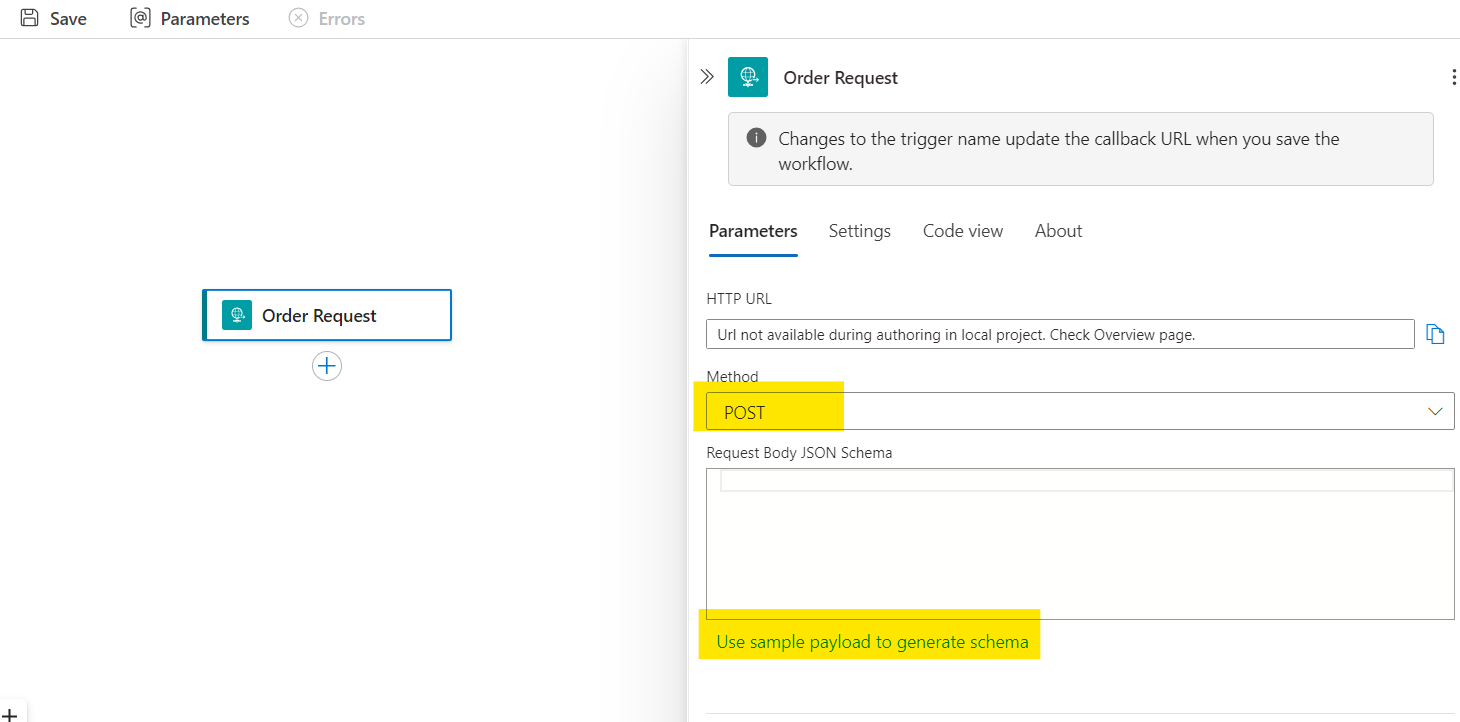 Save Parameters Errors
Order Request
Changes to the trigger name update the callback URL when you save the
workflow.
Parameters Settings Code view About
HTTP URL
Order Request
Url not available during authoring in local project. Check Overview page.
Method
POST
Request Body JSON Schema
Use sample payload to generate schema